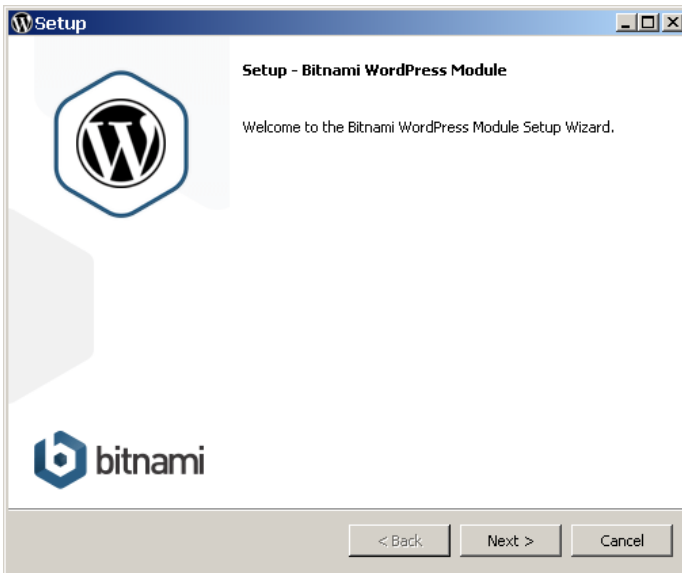 Setup
Setup - Bitnami WordPress Module
Welcome to the Bitnami WordPress Module Setup Wizard.
bitnami
< Back
Next >
Cancel